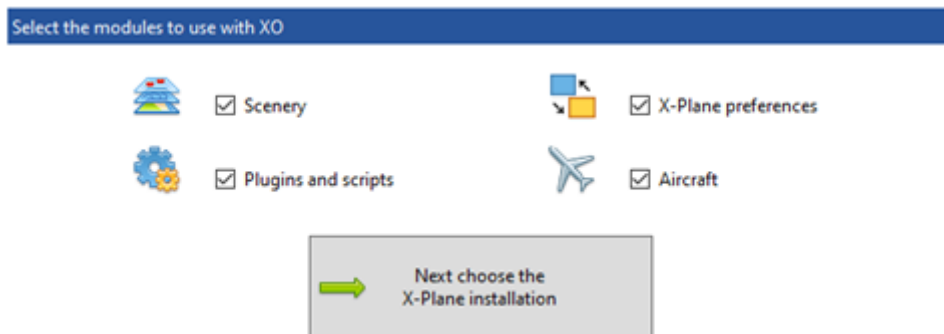 Select the modules to use with XO
Scenery
X-Plane preferences
Plugins and scripts
Aircraft
Next choose the
X-Plane installation